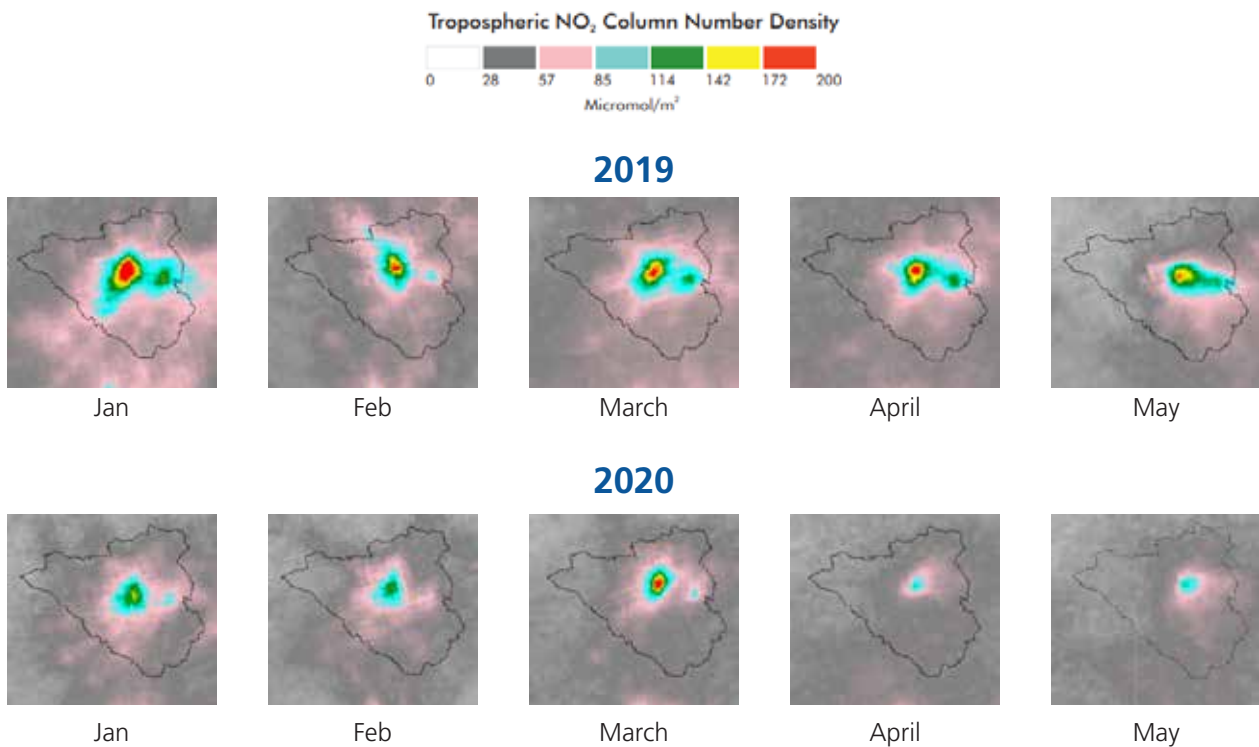 Tropospheric NO₂ Column Number Density
0 28 57 85 114 142 172 200
Micromol/m²
2019
Jan Feb March April May
2020
Jan Feb March April May